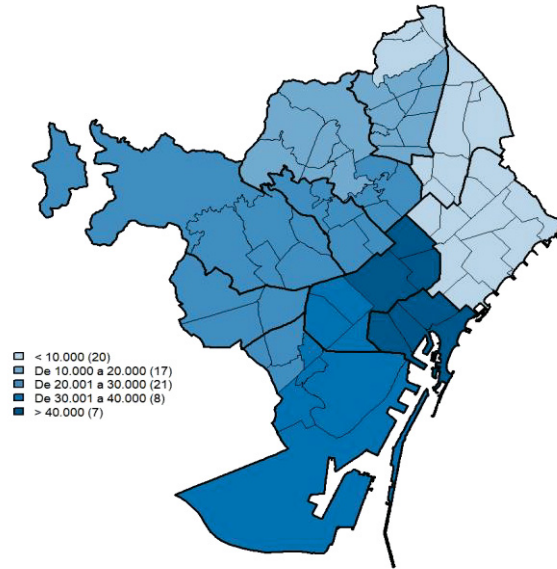 < 10.000 (20)
De 10.000 a 20.000 (17)
De 20.001 a 30.000 (21)
De 30.001 a 40.000 (8)
> 40.000 (7)